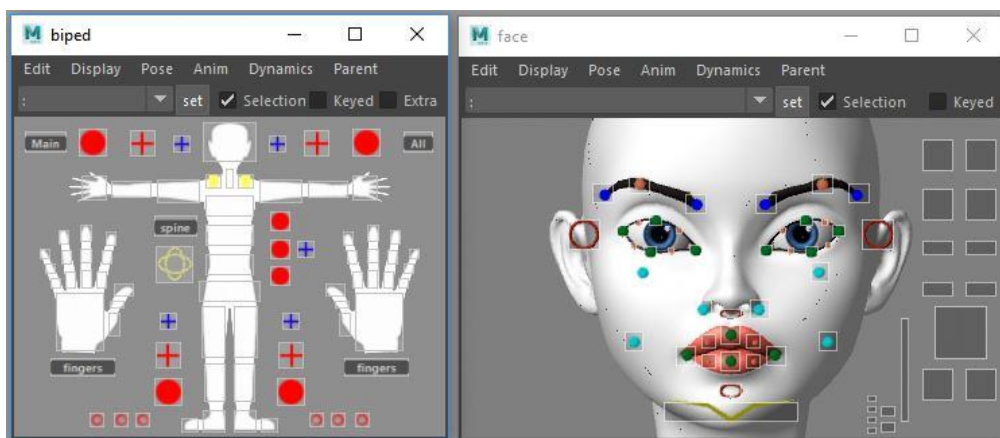 biped
Edit Display Pose Anim Dynamics Parent
: set Selection Keyed Extra
Main All
spine
fingers fingers
face
Edit Display Pose Anim Dynamics Parent
: set Selection Keyed